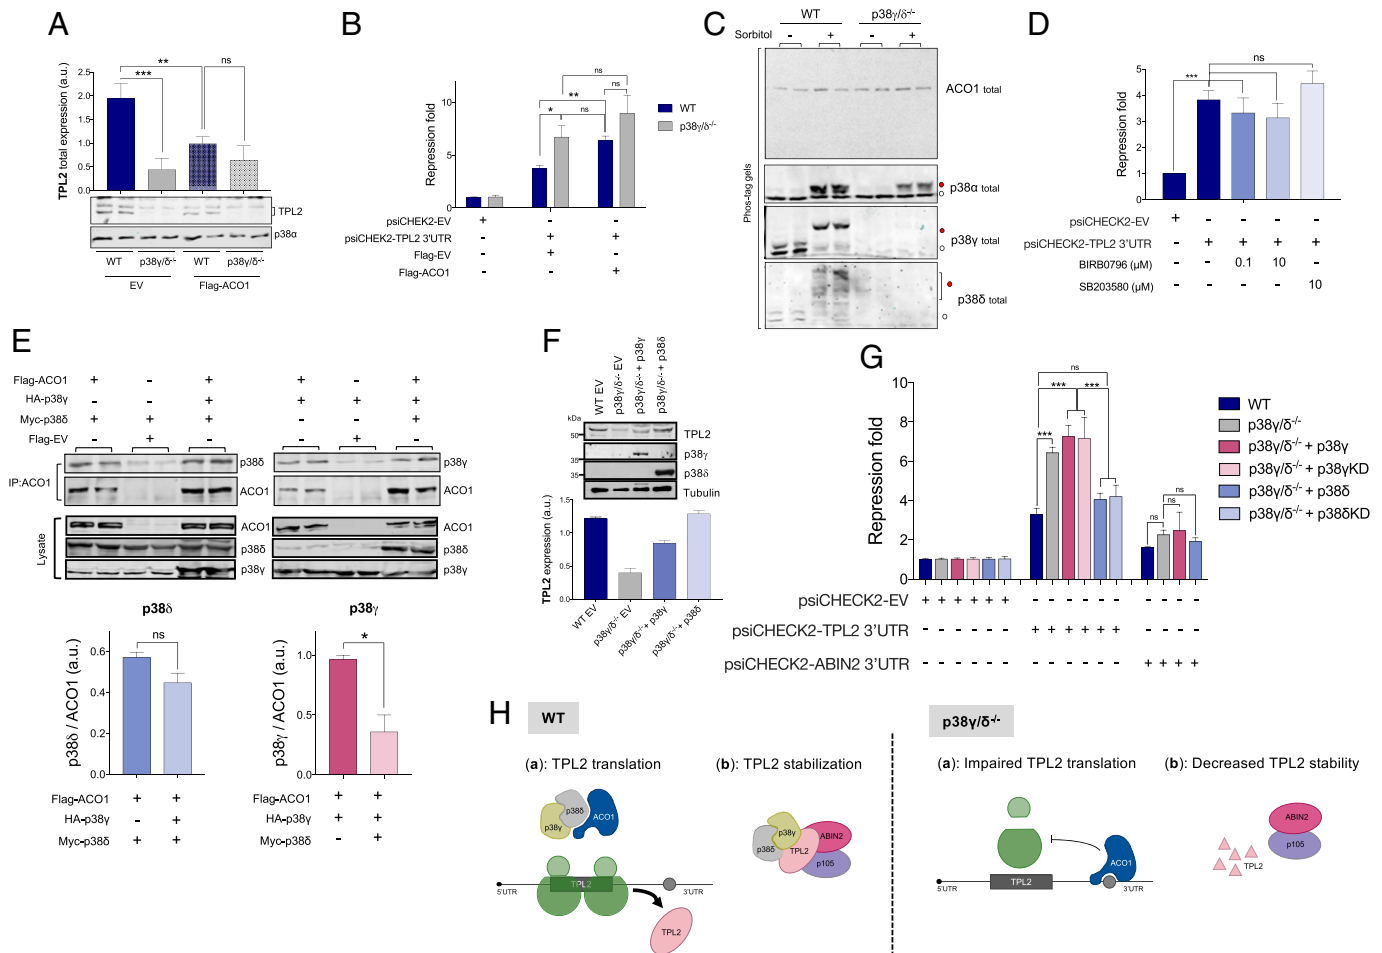 A
TPL2 total expression (a.u.)
2.5
2.0
1.5
1.0
0.5
0.0
***
**
ns
TPL2
p38α
WT p38γ/δ-/- WT p38γ/δ-/-
EV Flag-ACO1
B
Repression fold
10
5
0
*
**
ns
ns
ns
WT
p38γ/δ-/-
psiCHEK2-EV + - -
psiCHEK2-TPL2 3'UTR - + +
Flag-EV - + -
Flag-ACO1 - - +
C
WT p38γ/δ-/-
Sorbitol - + - +
Phos-tag gels
ACO1 total
p38α total
p38γ total
p38δ total
D
Repression fold
5
4
3
2
1
0
***
ns
psiCHECK2-EV + - - - -
psiCHECK2-TPL2 3'UTR - + + + +
BIRB0796 (μM) - - 0.1 10 -
SB203580 (μM) - - - - 10
E
Flag-ACO1 + - + + - +
HA-p38γ - - + + + +
Myc-p38δ + + + - - +
Flag-EV - + - - + -
IP:ACO1
p38δ
ACO1
p38γ
ACO1
Lysate
ACO1
p38δ
p38γ
ACO1
p38δ
p38γ
p38δ
p38δ / ACO1 (a.u.)
0.6
0.4
0.2
0.0
ns
Flag-ACO1 + +
HA-p38γ - +
Myc-p38δ + +
p38γ
p38γ / ACO1 (a.u.)
1.0
0.5
0.0
*
Flag-ACO1 + +
HA-p38γ + +
Myc-p38δ - +
F
WT EV
p38γ/δ-/- EV
p38γ/δ-/- + p38γ
p38γ/δ-/- + p38δ
kDa
50
35
35
TPL2
p38γ
p38δ
Tubulin
TPL2 expression (a.u.)
1.5
1.0
0.5
0.0
WT EV
p38γ/δ-/- EV
p38γ/δ-/- + p38γ
p38γ/δ-/- + p38δ
G
Repression fold
10
8
6
4
2
0
ns
***
***
***
ns
ns
ns
WT
p38γ/δ-/-
p38γ/δ-/- + p38γ
p38γ/δ-/- + p38γKD
p38γ/δ-/- + p38δ
p38γ/δ-/- + p38δKD
psiCHECK2-EV + + + + + + - - - - - - - - - -
psiCHECK2-TPL2 3'UTR - - - - - - + + + + + + - - - -
psiCHECK2-ABIN2 3'UTR - - - - - - - - - - - - + + + +
H
WT
(a): TPL2 translation
p38γ
p38δ
ACO1
5'UTR
TPL2
3'UTR
TPL2
(b): TPL2 stabilization
p38γ
p38δ
TPL2
ABIN2
p105
p38γ/δ-/-
(a): Impaired TPL2 translation
5'UTR
TPL2
ACO1
3'UTR
(b): Decreased TPL2 stability
ABIN2
p105
TPL2